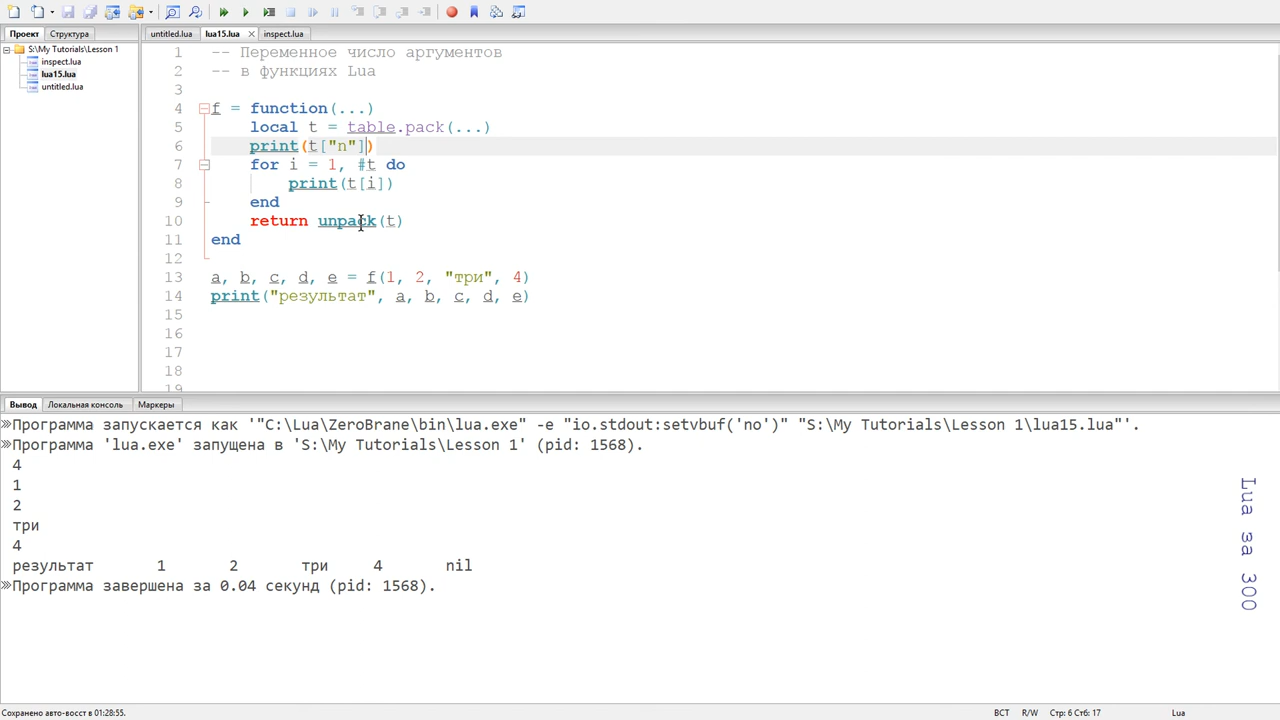 Проект Структура
S:\My Tutorials\Lesson 1
inspect.lua
lua15.lua
untitled.lua
untitled.lua lua15.lua inspect.lua
1 -- Переменное число аргументов
2 -- в функциях Lua
3
4 f = function(...)
5 local t = table.pack(...)
6 print(t["n"])
7 for i = 1, #t do
8 print(t[i])
9 end
10 return unpack(t)
11 end
12
13 a, b, c, d, e = f(1, 2, "три", 4)
14 print("результат", a, b, c, d, e)
15
16
17
18
19
Вывод Локальная консоль Маркеры
Программа запускается как '"C:\Lua\ZeroBrane\bin\lua.exe" -e "io.stdout:setvbuf('no')" "S:\My Tutorials\Lesson 1\lua15.lua"'.
Программа 'lua.exe' запущена в 'S:\My Tutorials\Lesson 1' (pid: 1568).
4
1
2
три
4
результат 1 2 три 4 nil
Программа завершена за 0.04 секунд (pid: 1568).
Lua за 300
Сохранено авто-восст в 01:28:55. ВСТ R/W Стр: 6 Стб: 17 Lua